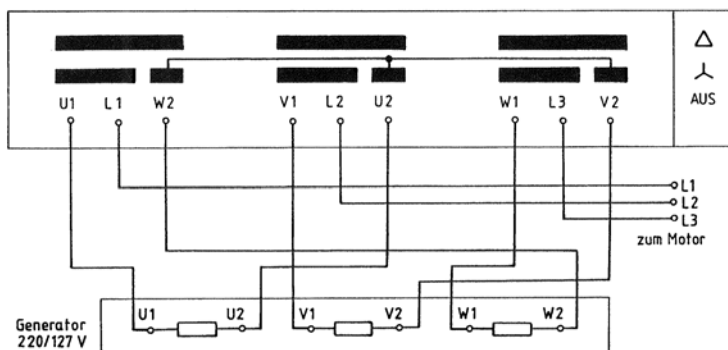 U1 L1 W2 V1 L2 U2 W1 L3 V2 AUS
L1
L2
L3
zum Motor
U1 U2 V1 V2 W1 W2
Generator
220/127 V